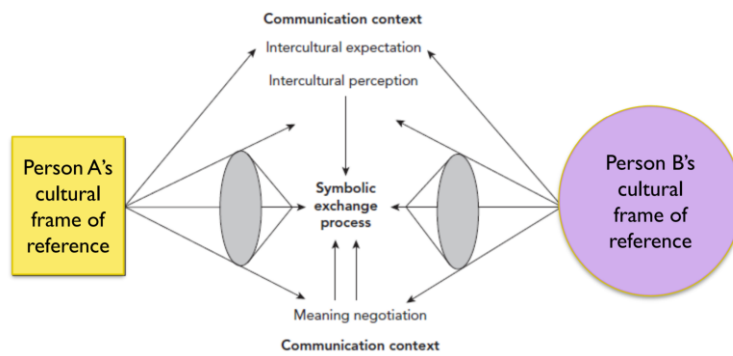 Communication context
Intercultural expectation
Intercultural perception
Person A's
cultural
frame of
reference
Symbolic
exchange
process
Person B's
cultural
frame of
reference
Meaning negotiation
Communication context